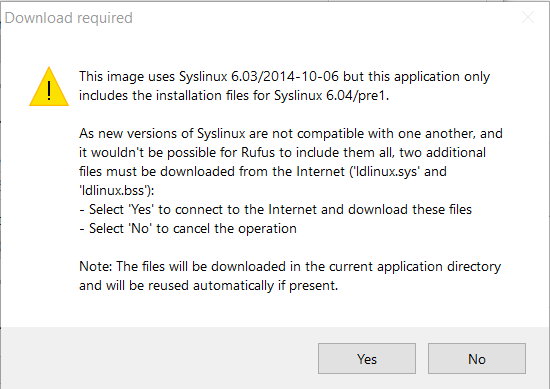 Download required
This image uses Syslinux 6.03/2014-10-06 but this application only
includes the installation files for Syslinux 6.04/pre1.
As new versions of Syslinux are not compatible with one another, and
it wouldn't be possible for Rufus to include them all, two additional
files must be downloaded from the Internet ('ldlinux.sys' and
'ldlinux.bss'):
- Select 'Yes' to connect to the Internet and download these files
- Select 'No' to cancel the operation
Note: The files will be downloaded in the current application directory
and will be reused automatically if present.
Yes
No